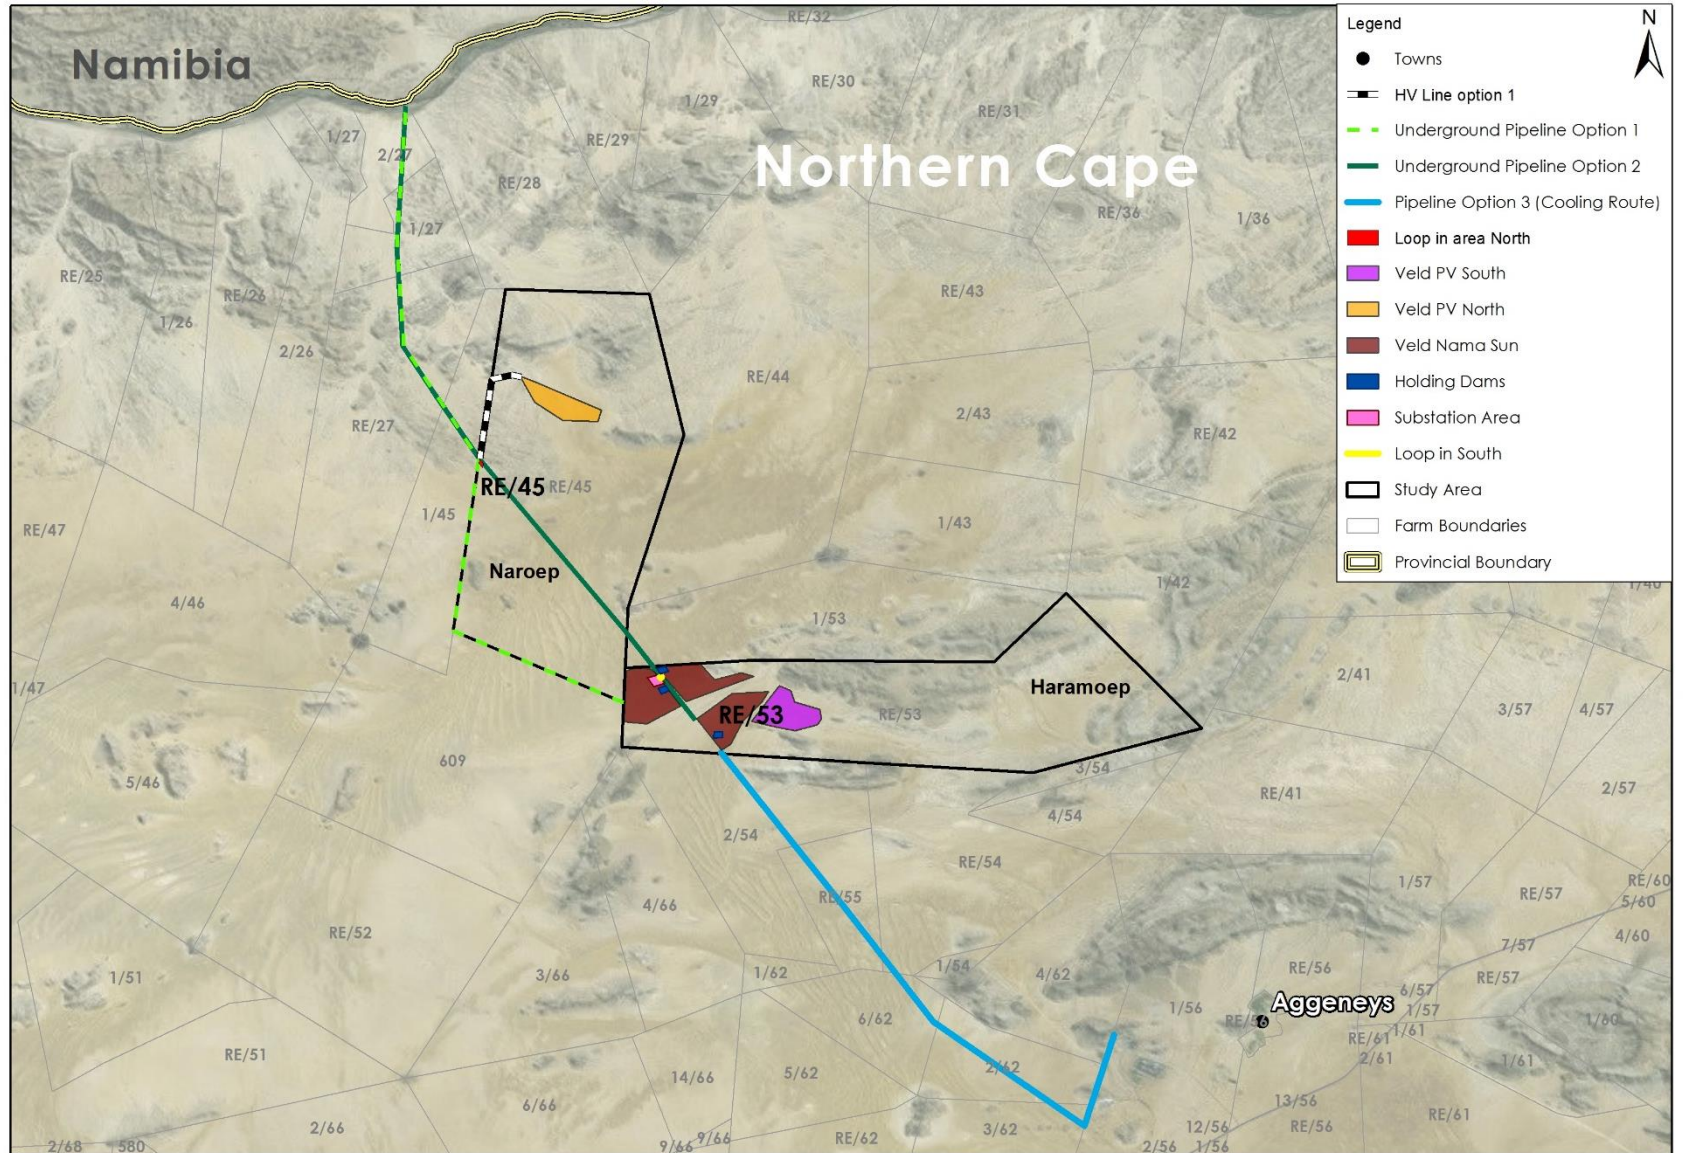 Namibia
Northern Cape
RE/32
RE/30
1/29
RE/31
RE/29
1/27
2/27
RE/28
RE/36
1/36
1/27
RE/25
RE/26
1/26
2/26
RE/43
RE/44
2/43
RE/42
RE/27
RE/45
RE/45
1/45
RE/47
1/43
Naroep
4/46
1/42
1/40
1/53
2/41
1/47
Haramoep
RE/53
RE/53
3/57
4/57
609
5/46
3/54
RE/41
2/57
4/54
2/54
RE/54
1/57
RE/57
RE/60
5/60
RE/55
4/66
RE/52
4/60
7/57
1/51
3/66
1/62
1/54
4/62
RE/56
RE/57
6/57
1/57
Aggeneys
1/56
6/62
1/60
1/61
RE/61
2/61
1/61
RE/51
14/66
5/62
2/62
6/66
13/56
RE/61
2/66
12/56
RE/56
3/62
RE/62
9/66
9/66
2/68
580
2/56
1/56
Legend
N
Towns
HV Line option 1
Underground Pipeline Option 1
Underground Pipeline Option 2
Pipeline Option 3 (Cooling Route)
Loop in area North
Veld PV South
Veld PV North
Veld Nama Sun
Holding Dams
Substation Area
Loop in South
Study Area
Farm Boundaries
Provincial Boundary